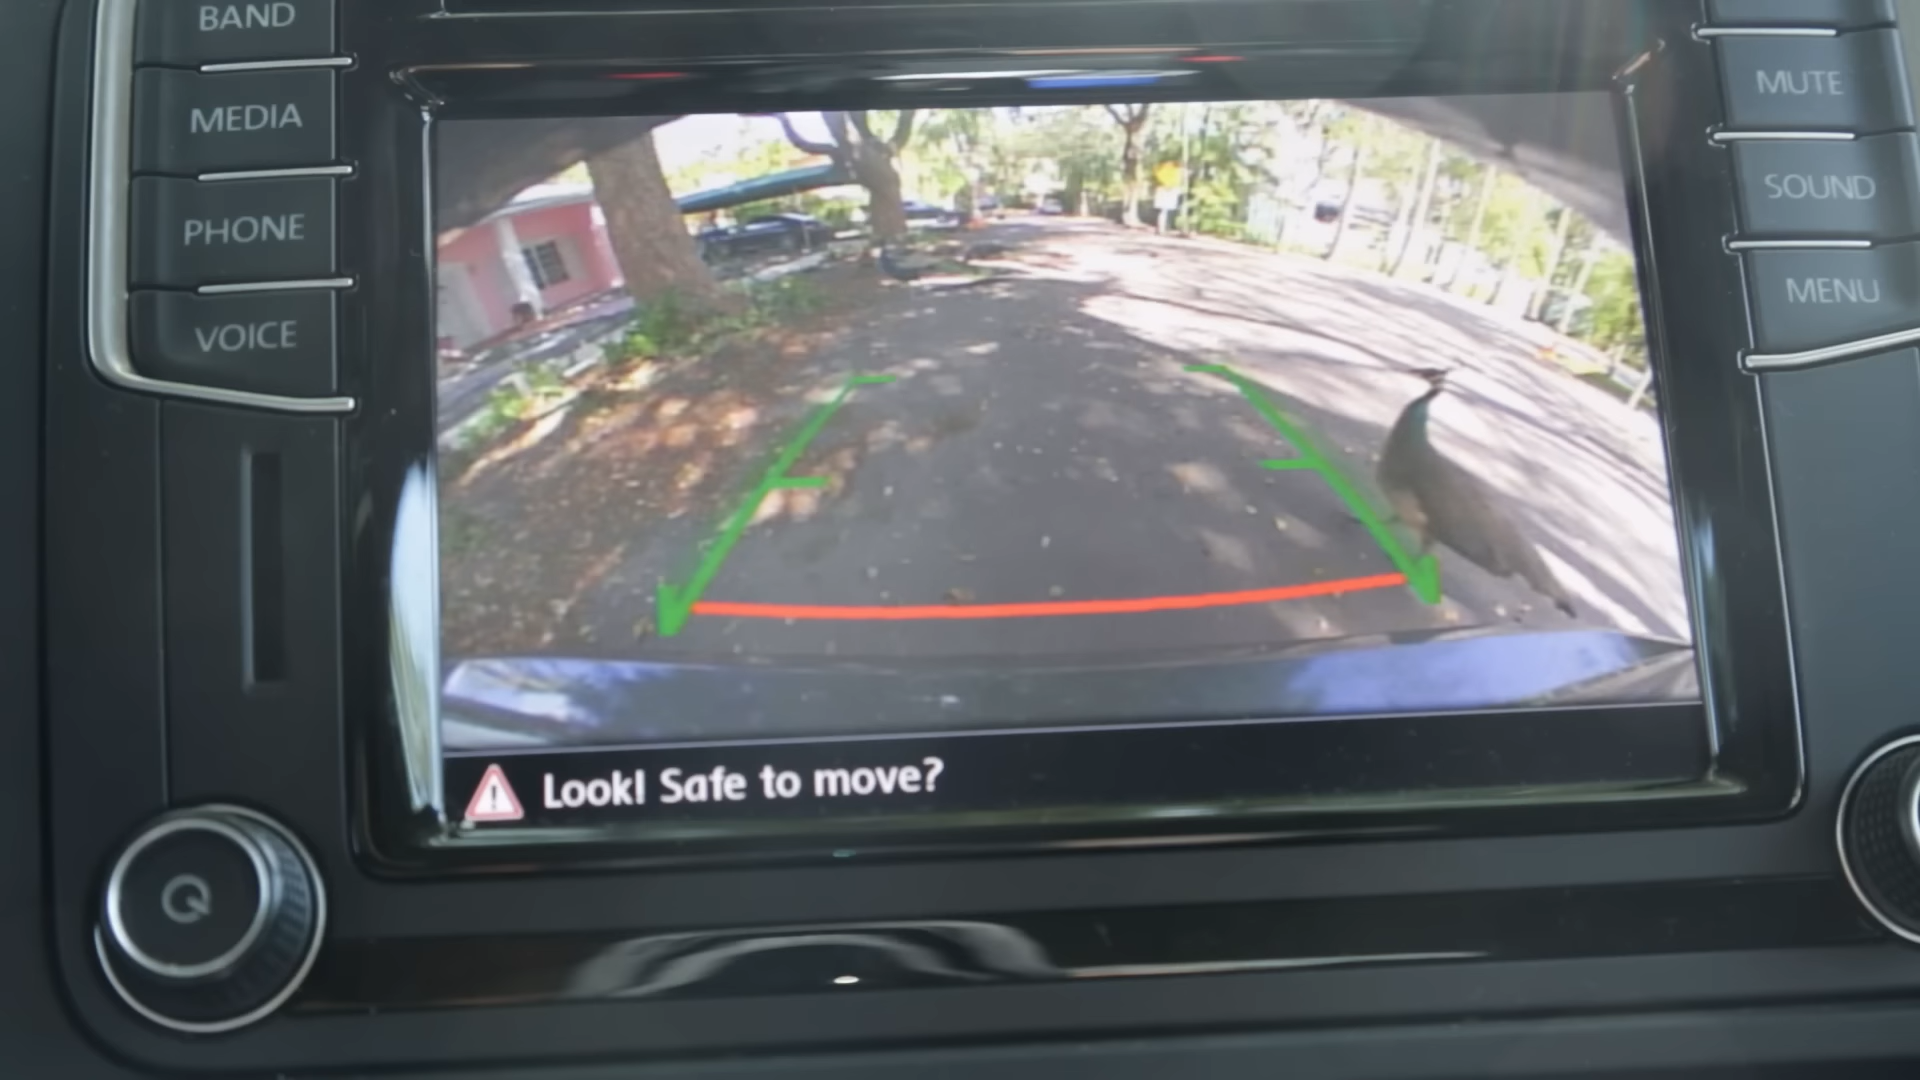 BAND
MEDIA
PHONE
VOICE
MUTE
SOUND
MENU
Look! Safe to move?